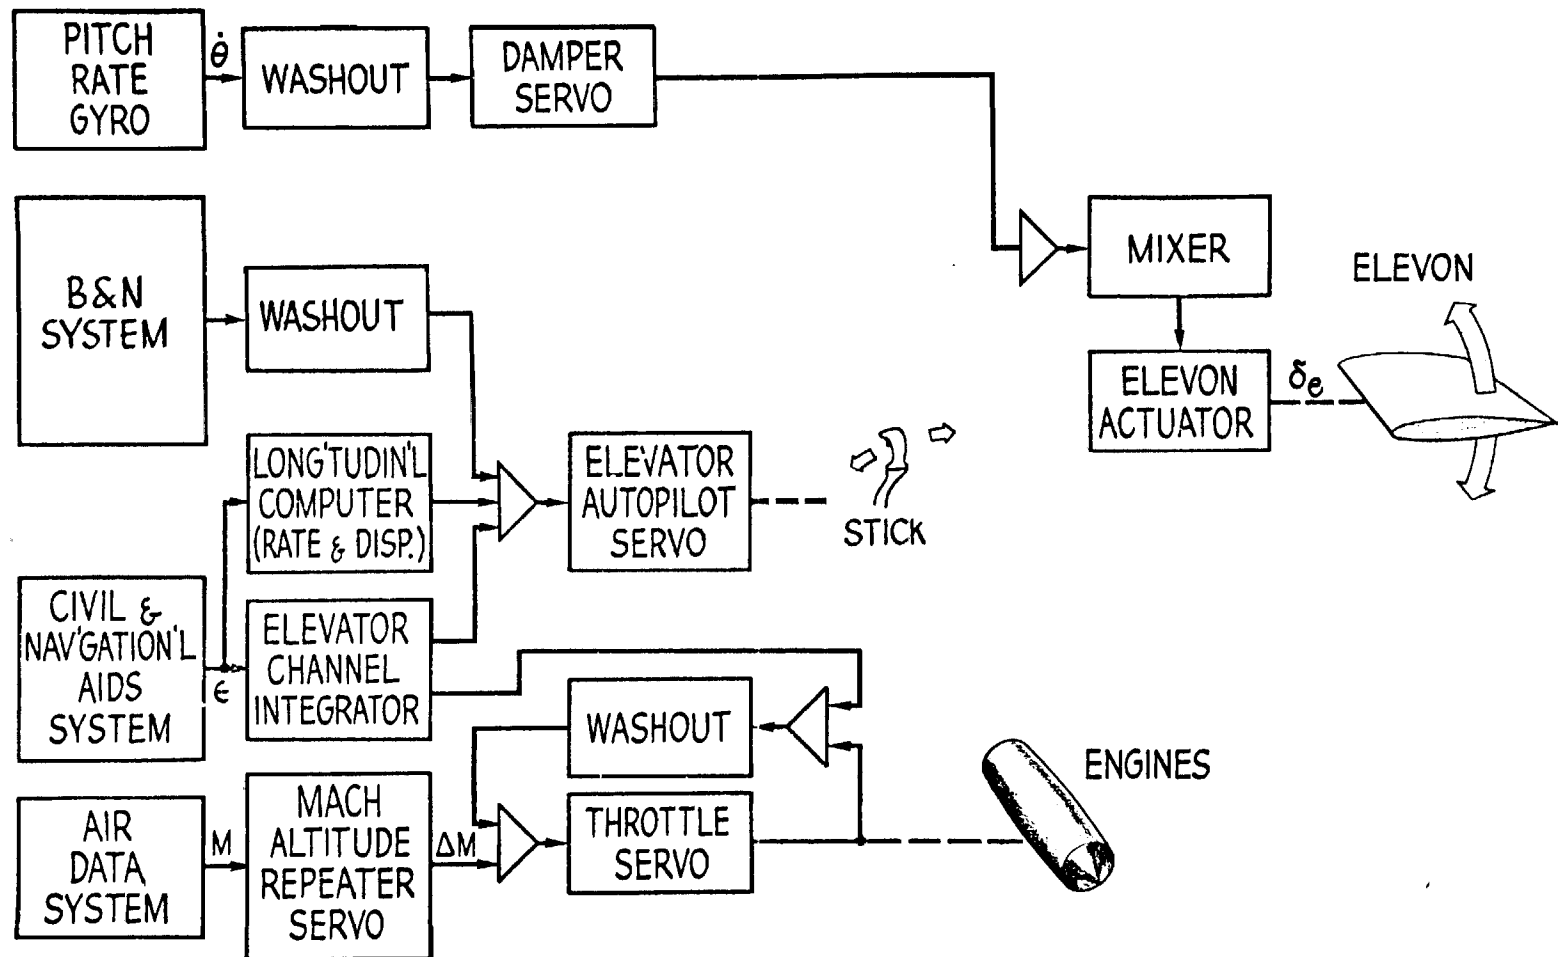 PITCH
RATE
GYRO
θ̇
WASHOUT
DAMPER
SERVO
B&N
SYSTEM
WASHOUT
MIXER
ELEVON
ELEVON
ACTUATOR
δe
LONG'TUDIN'L
COMPUTER
(RATE & DISP.)
ELEVATOR
AUTOPILOT
SERVO
STICK
CIVIL &
NAV'GATION'L
AIDS
SYSTEM
ϵ
ELEVATOR
CHANNEL
INTEGRATOR
WASHOUT
ENGINES
AIR
DATA
SYSTEM
M
MACH
ALTITUDE
REPEATER
SERVO
ΔM
THROTTLE
SERVO